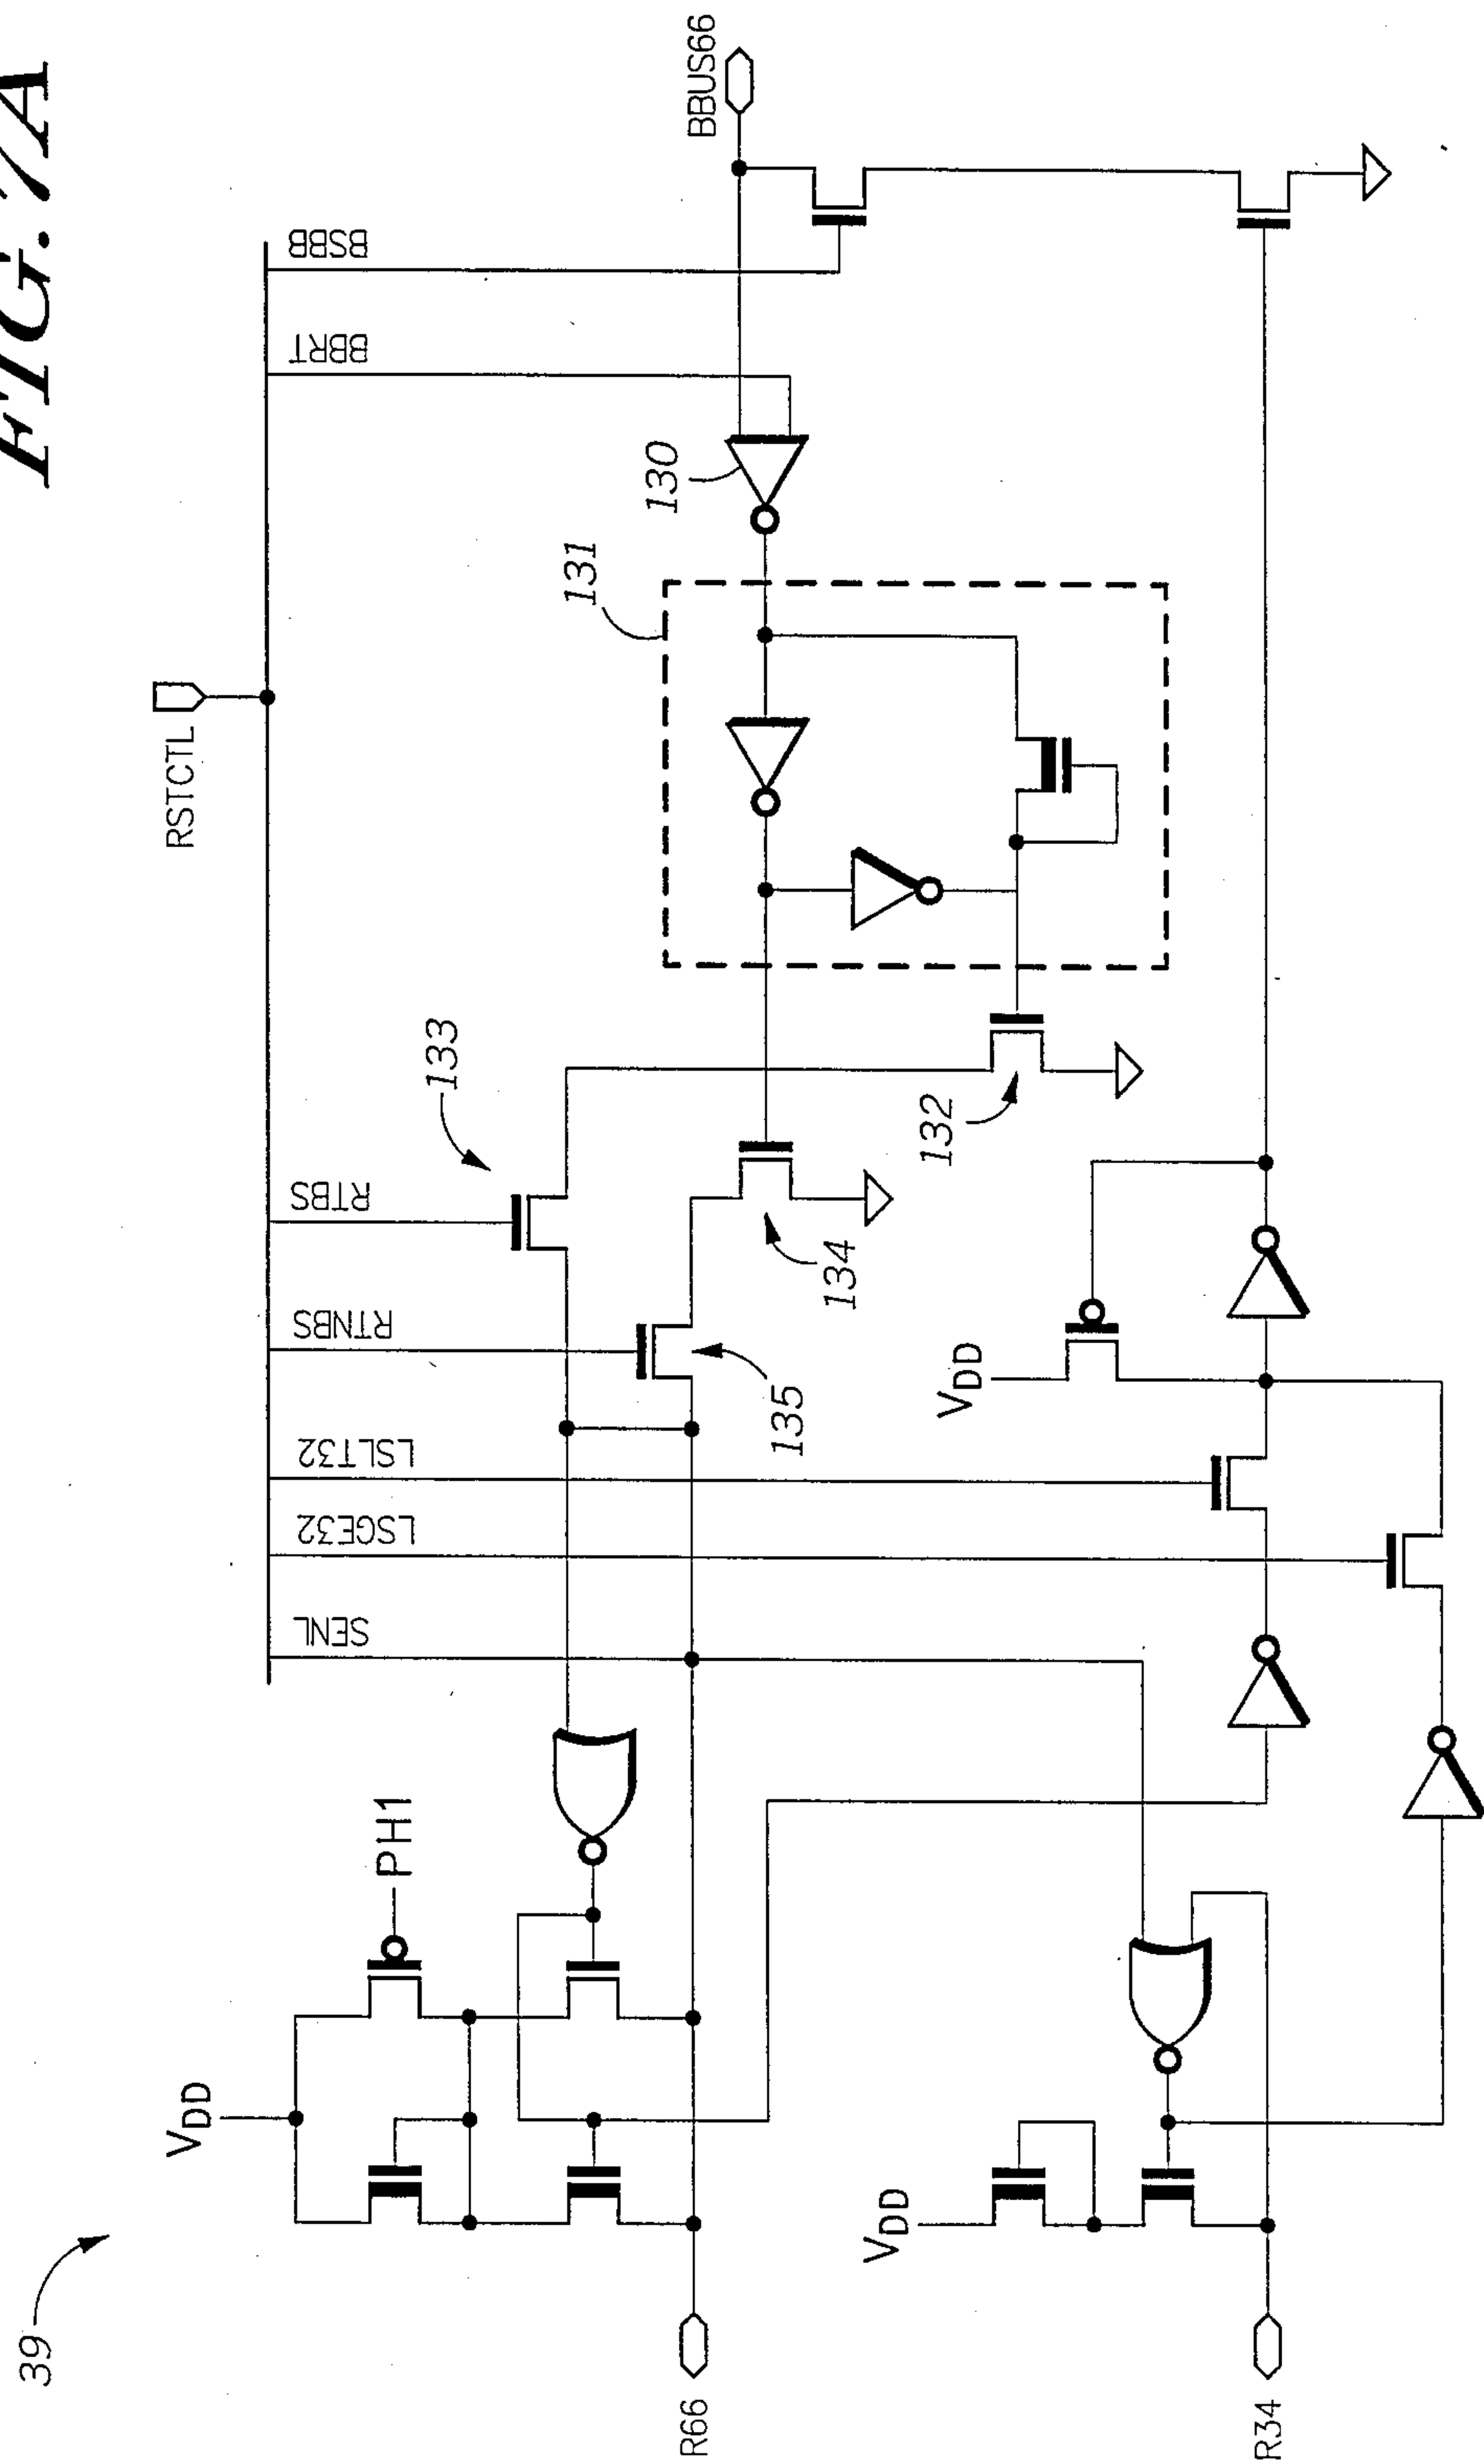 FIG. 7A
RSTCTL
BBUS66
BSBB
BBRT
130
131
133
RTBS
132
RTNBS
134
135
LSLT32
VDD
LSGE32
SENL
PH1
VDD
VDD
39
R66
R34